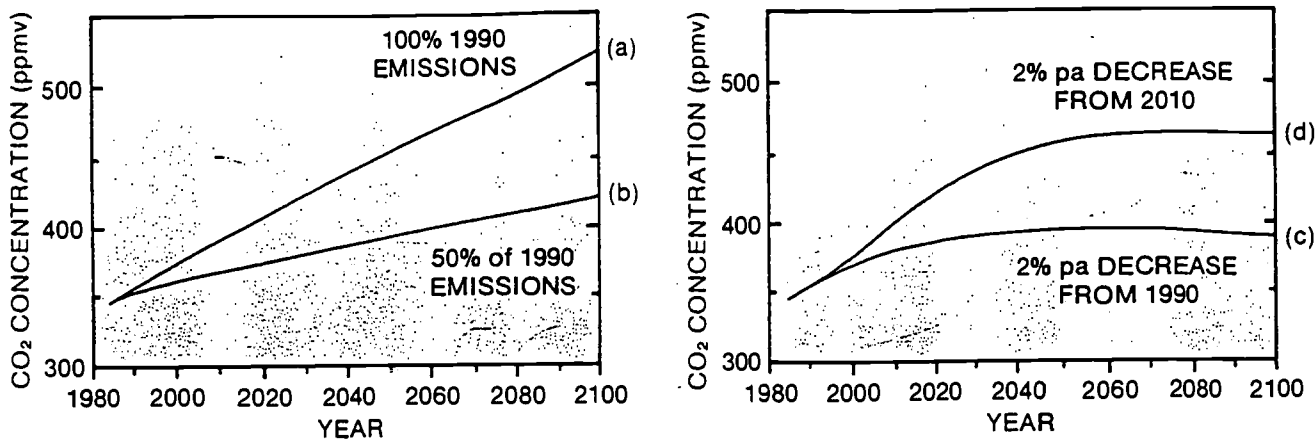 CO₂ CONCENTRATION (ppmv)
500
400
300
100% 1990
EMISSIONS
(a)
(b)
50% of 1990
EMISSIONS
1980 2000 2020 2040 2060 2080 2100
YEAR
CO₂ CONCENTRATION (ppmv)
500
400
300
2% pa DECREASE
FROM 2010
(d)
(c)
2% pa DECREASE
FROM 1990
1980 2000 2020 2040 2060 2080 2100
YEAR